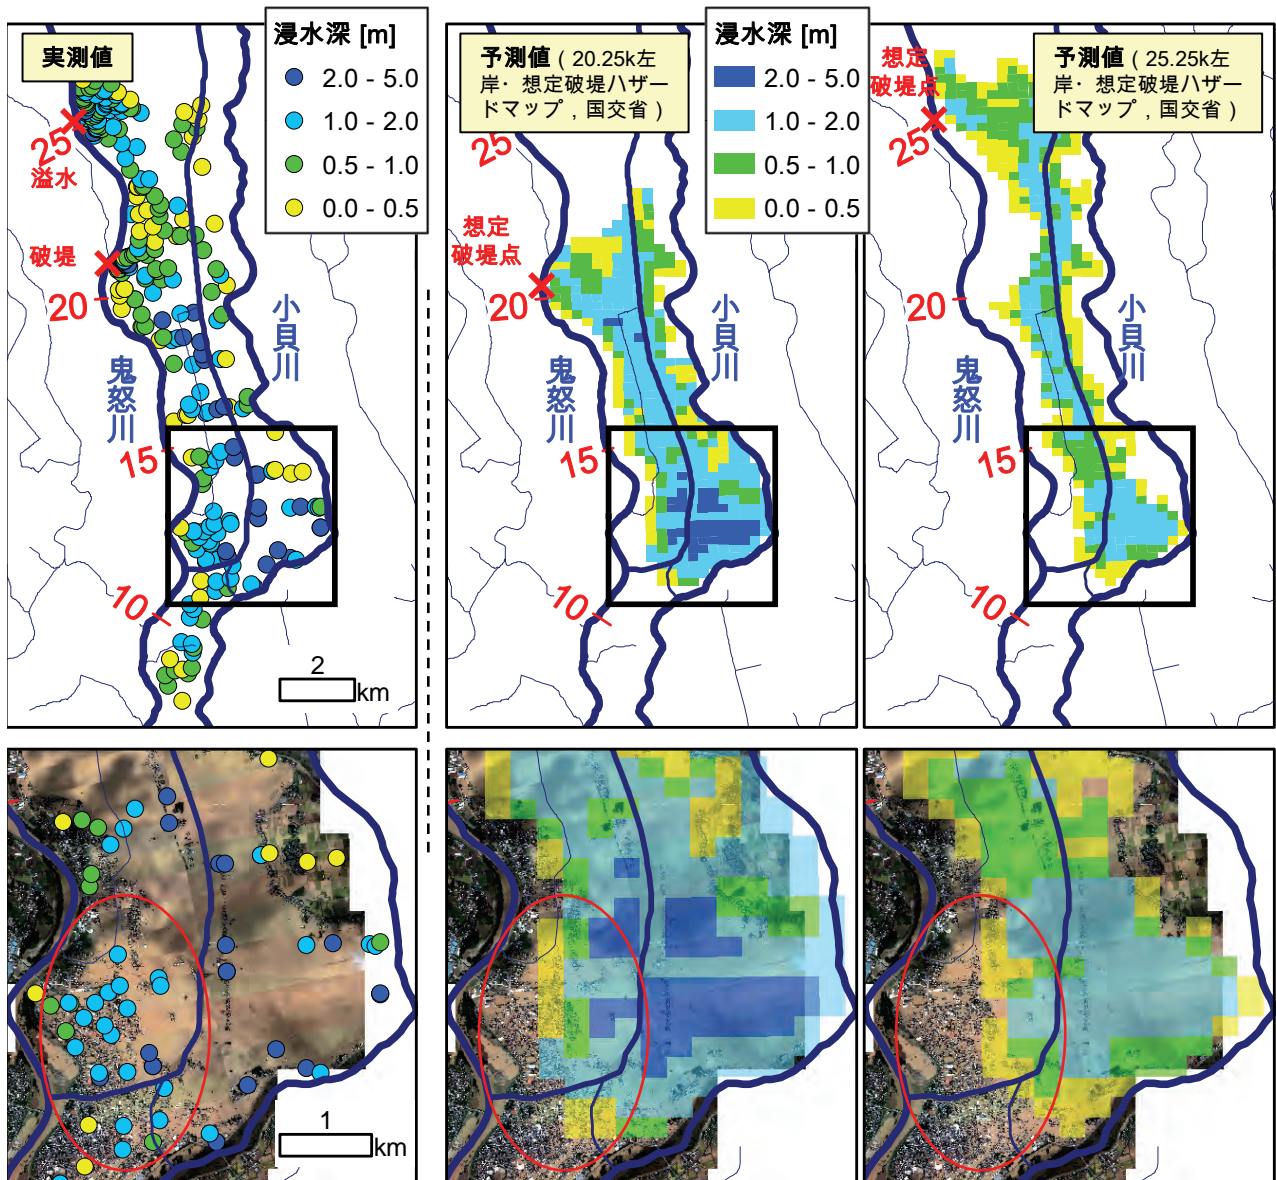 実測値
浸水深 [m]
2.0 - 5.0
1.0 - 2.0
0.5 - 1.0
0.0 - 0.5
25
溢水
破堤
20
鬼怒川
小貝川
15
10
2
km
予測値 ( 20.25k左
岸・想定破堤ハザー
ドマップ , 国交省 )
浸水深 [m]
2.0 - 5.0
1.0 - 2.0
0.5 - 1.0
0.0 - 0.5
25
想定
破堤点
20
鬼怒川
小貝川
15
10
想定
破堤点
予測値 ( 25.25k左
岸・想定破堤ハザー
ドマップ , 国交省 )
25
20
鬼怒川
小貝川
15
10
1
km